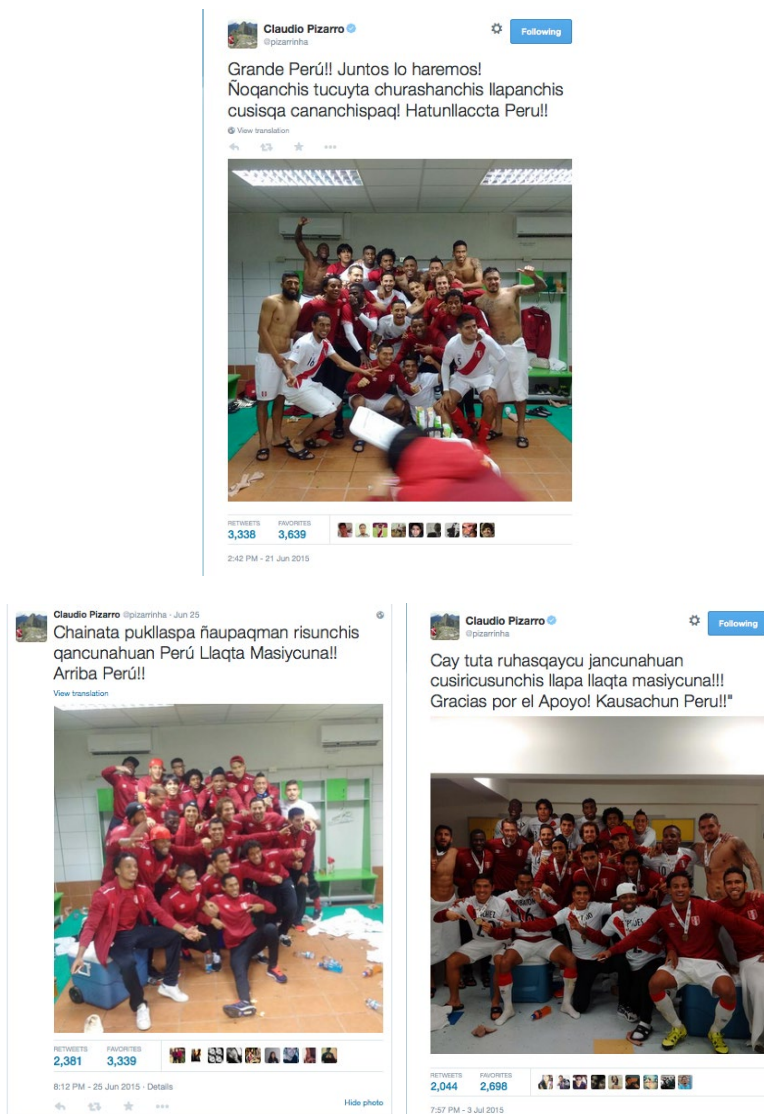 Claudio Pizarro
@pizarrinha
Following
Grande Perú!! Juntos lo haremos!
Ñoqanchis tucuyta churashanchis llapanchis
cusisqa cananchispaq! Hatunllaccta Peru!!
View translation
RETWEETS FAVORITES
3,338 3,639
2:42 PM - 21 Jun 2015
Claudio Pizarro @pizarrinha · Jun 25
Chainata pukllaspa ñaupaqman risunchis
qancunahuan Perú Llaqta Masiycuna!!
Arriba Perú!!
View translation
RETWEETS FAVORITES
2,381 3,339
8:12 PM - 25 Jun 2015 · Details
Hide photo
Claudio Pizarro
@pizarrinha
Following
Cay tuta ruhasqaycu jancunahuan
cusiricusunchis llapa llaqta masiycuna!!!
Gracias por el Apoyo! Kausachun Peru!!"
RETWEETS FAVORITES
2,044 2,698
7:57 PM - 3 Jul 2015